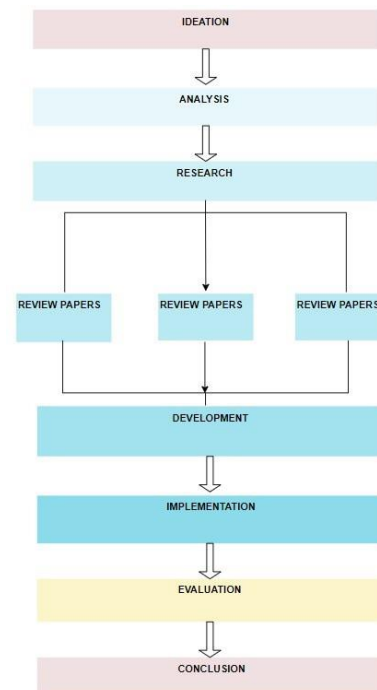 IDEATION
ANALYSIS
RESEARCH
REVIEW PAPERS
REVIEW PAPERS
REVIEW PAPERS
DEVELOPMENT
IMPLEMENTATION
EVALUATION
CONCLUSION